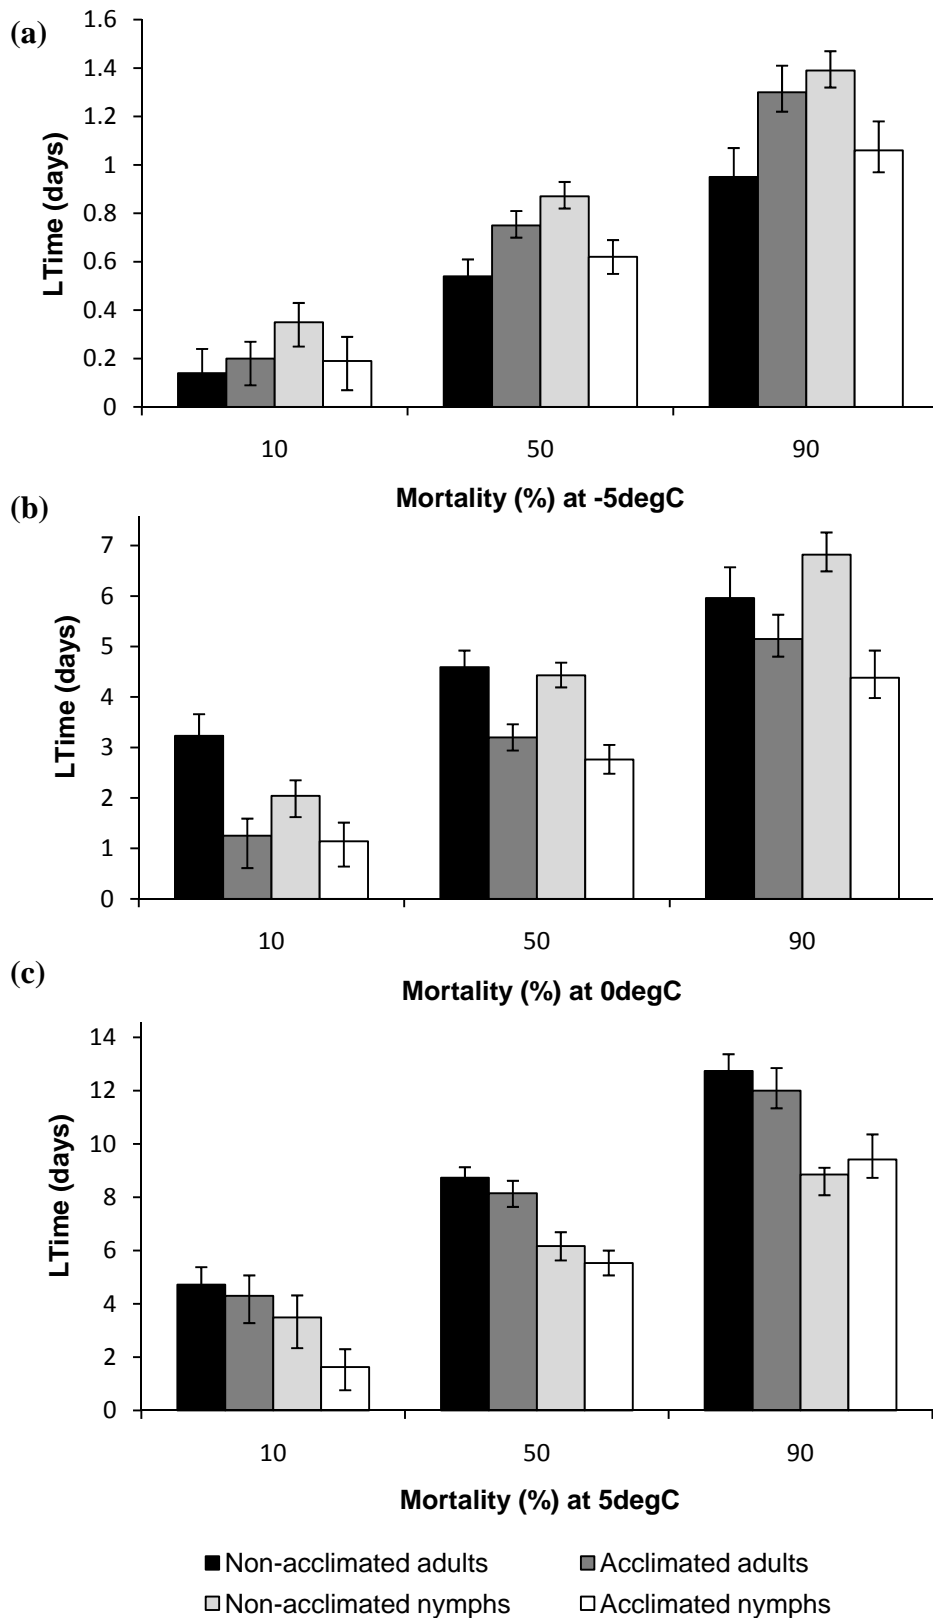 (a)
LTime (days)
1.6
1.4
1.2
1
0.8
0.6
0.4
0.2
0
10 50 90
Mortality (%) at -5degC
(b)
LTime (days)
7
6
5
4
3
2
1
0
10 50 90
Mortality (%) at 0degC
(c)
LTime (days)
14
12
10
8
6
4
2
0
10 50 90
Mortality (%) at 5degC
Non-acclimated adults Acclimated adults
Non-acclimated nymphs Acclimated nymphs